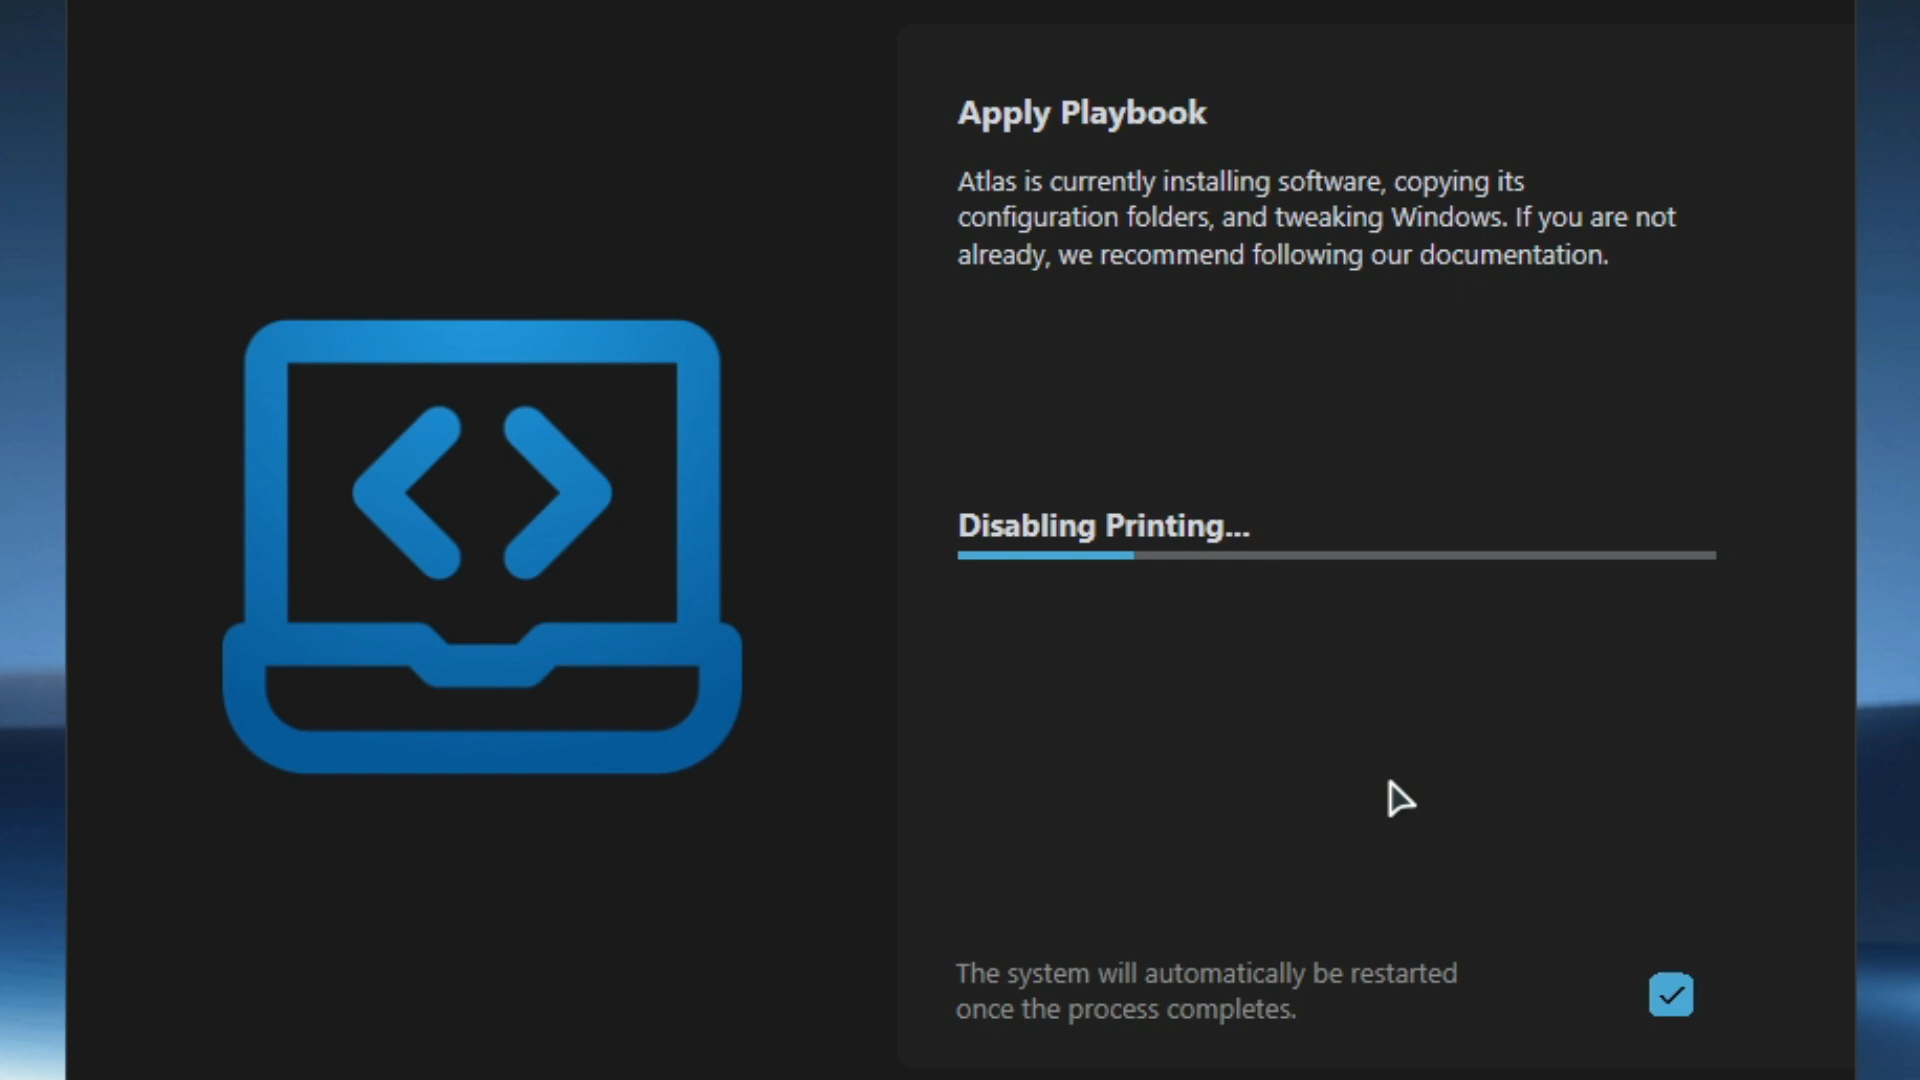 Apply Playbook
Atlas is currently installing software, copying its
configuration folders, and tweaking Windows. If you are not
already, we recommend following our documentation.
Disabling Printing...
The system will automatically be restarted
once the process completes.